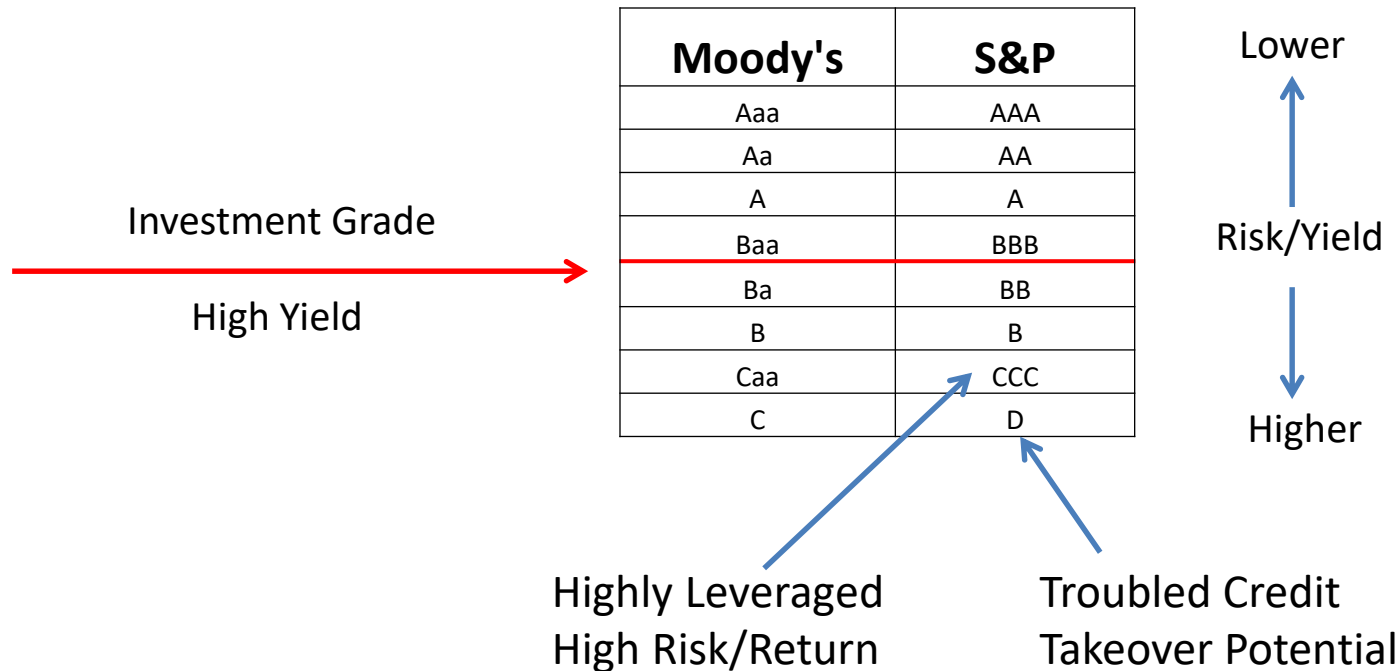 Moody's S&P
Lower
Aaa AAA
Aa AA
A A
Investment Grade
Baa BBB
Risk/Yield
High Yield
Ba BB
B B
Caa CCC
C D
Higher
Highly Leveraged
High Risk/Return
Troubled Credit
Takeover Potential